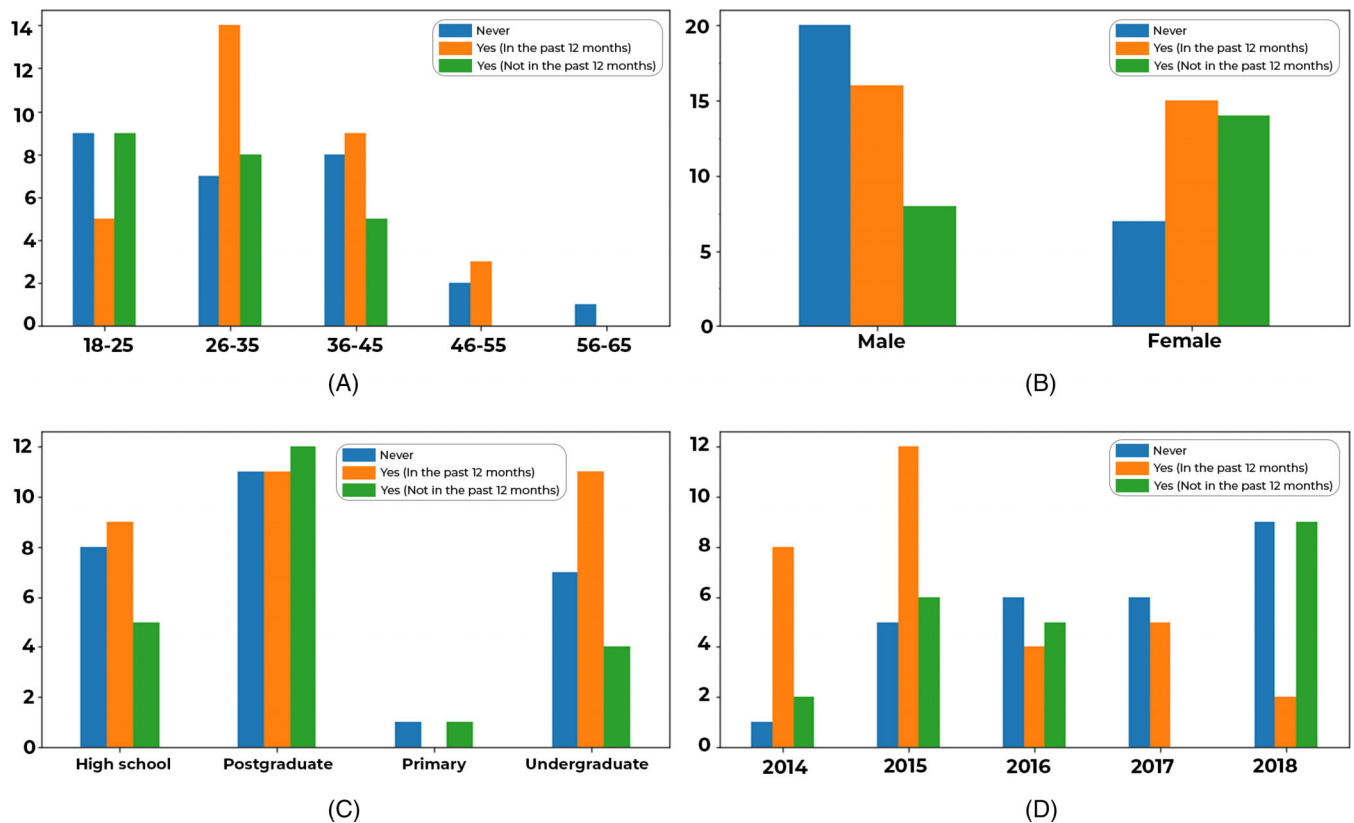 14
12
10
8
6
4
2
0
Never
Yes (In the past 12 months)
Yes (Not in the past 12 months)
18-25 26-35 36-45 46-55 56-65
(A)
20
15
10
5
0
Never
Yes (In the past 12 months)
Yes (Not in the past 12 months)
Male Female
(B)
12
10
8
6
4
2
0
Never
Yes (In the past 12 months)
Yes (Not in the past 12 months)
High school Postgraduate Primary Undergraduate
(C)
12
10
8
6
4
2
0
Never
Yes (In the past 12 months)
Yes (Not in the past 12 months)
2014 2015 2016 2017 2018
(D)